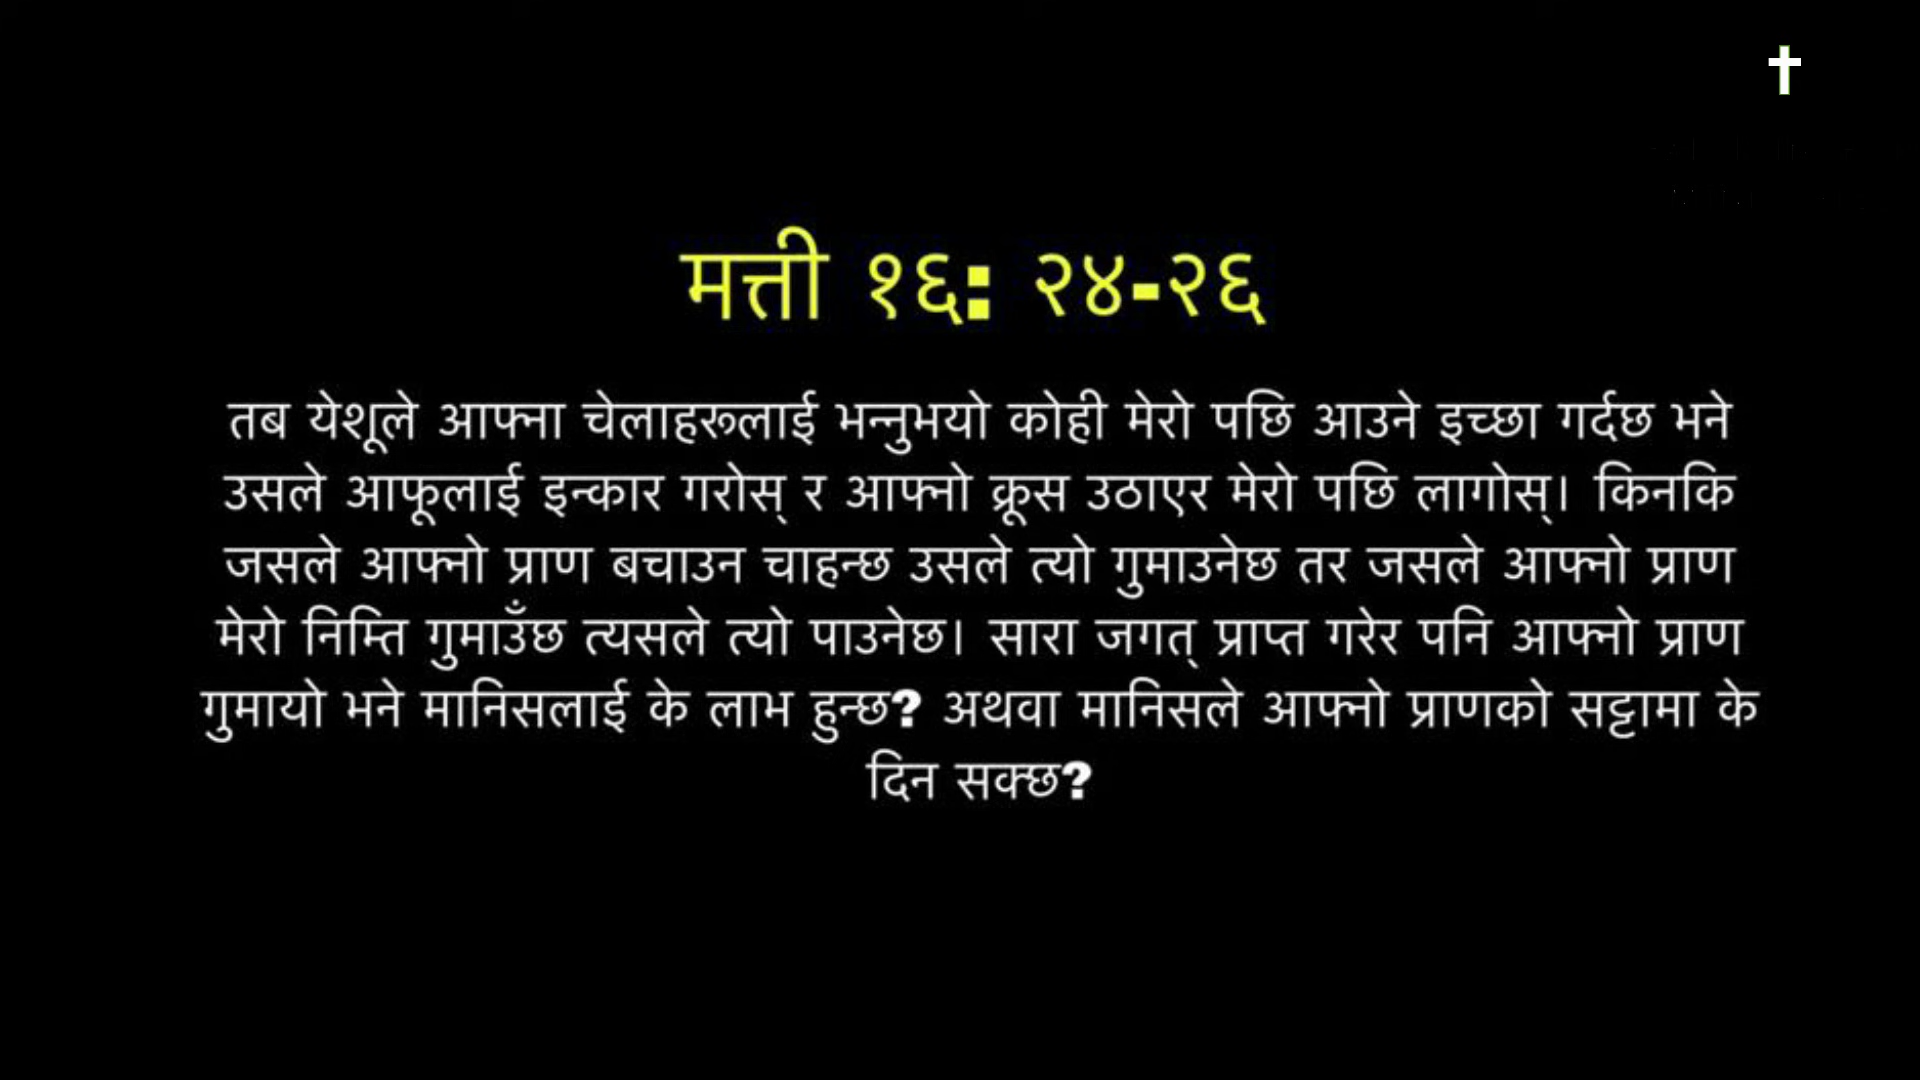 मत्ती १६: २४-२६
तब येशूले आफ्ना चेलाहरूलाई भन्नुभयो कोही मेरो पछि आउने इच्छा गर्दछ भने
उसले आफूलाई इन्कार गरोस् र आफ्नो क्रूस उठाएर मेरो पछि लागोस्। किनकि
जसले आफ्नो प्राण बचाउन चाहन्छ उसले त्यो गुमाउनेछ तर जसले आफ्नो प्राण
मेरो निम्ति गुमाउँछ त्यसले त्यो पाउनेछ। सारा जगत् प्राप्त गरेर पनि आफ्नो प्राण
गुमायो भने मानिसलाई के लाभ हुन्छ? अथवा मानिसले आफ्नो प्राणको सट्टामा के
दिन सक्छ?